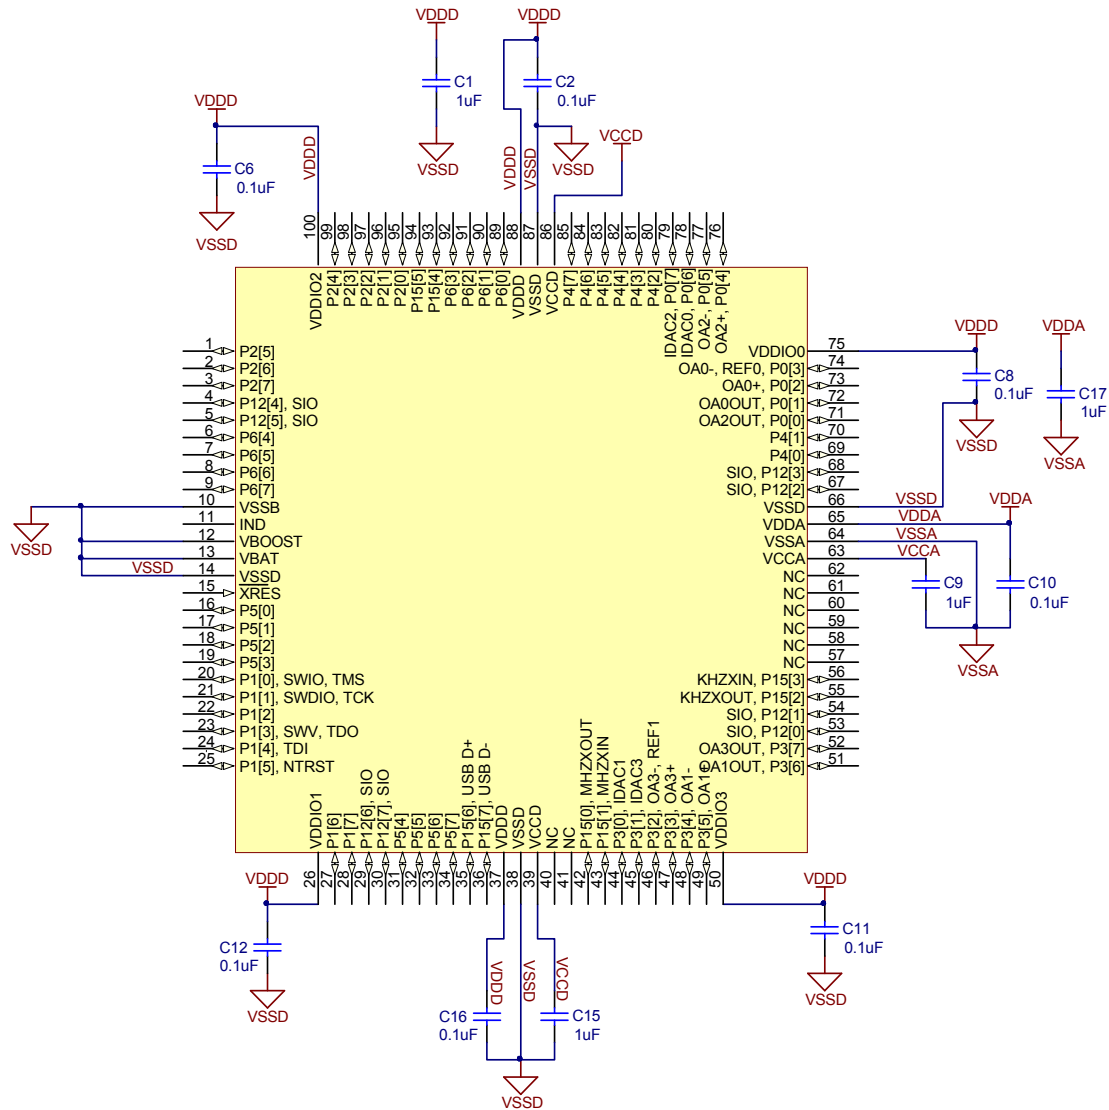 VDDD
VDDD
C1
1uF
C2
0.1uF
VDDD
VCCD
VSSD
VSSD
C6
0.1uF
VSSD
VDDD
VDDD
VSSD
100
99
98
97
96
95
94
93
92
91
90
89
88
87
86
85
84
83
82
81
80
79
78
77
76
VDDIO2
P2[4]
P2[3]
P2[2]
P2[1]
P2[0]
P15[5]
P15[4]
P6[3]
P6[2]
P6[1]
P6[0]
VDDD
VSSD
VCCD
P4[7]
P4[6]
P4[5]
P4[4]
P4[3]
P4[2]
IDAC2, P0[7]
IDAC0, P0[6]
OA2-, P0[5]
OA2+, P0[4]
1 P2[5]
2 P2[6]
3 P2[7]
4 P12[4], SIO
5 P12[5], SIO
6 P6[4]
7 P6[5]
8 P6[6]
9 P6[7]
10 VSSB
11 IND
12 VBOOST
13 VBAT
VSSD 14 VSSD
15 XRES
16 P5[0]
17 P5[1]
18 P5[2]
19 P5[3]
20 P1[0], SWIO, TMS
21 P1[1], SWDIO, TCK
22 P1[2]
23 P1[3], SWV, TDO
24 P1[4], TDI
25 P1[5], NTRST
VSSD
VDDIO0 75
OA0-, REF0, P0[3] 74
OA0+, P0[2] 73
OA0OUT, P0[1] 72
OA2OUT, P0[0] 71
P4[1] 70
P4[0] 69
SIO, P12[3] 68
SIO, P12[2] 67
VSSD 66 VSSD
VDDA 65 VDDA
VSSA 64 VSSA
VCCA 63 VCCA
NC 62
NC 61
NC 60
NC 59
NC 58
NC 57
KHZXIN, P15[3] 56
KHZXOUT, P15[2] 55
SIO, P12[1] 54
SIO, P12[0] 53
OA3OUT, P3[7] 52
OA1OUT, P3[6] 51
VDDD
C8
0.1uF
VSSD
VDDA
C17
1uF
VSSA
VDDA
C9
1uF
C10
0.1uF
VSSA
VDDIO1
P1[6]
P1[7]
P12[6], SIO
P12[7], SIO
P5[4]
P5[5]
P5[6]
P5[7]
P15[6], USB D+
P15[7], USB D-
VDDD
VSSD
VCCD
NC
NC
P15[0], MHZXOUT
P15[1], MHZXIN
P3[0], IDAC1
P3[1], IDAC3
P3[2], OA3-, REF1
P3[3], OA3+
P3[4], OA1-
P3[5], OA1+
VDDIO3
26
27
28
29
30
31
32
33
34
35
36
37
38
39
40
41
42
43
44
45
46
47
48
49
50
VDDD
C12
0.1uF
VSSD
VDDD
VSSD
VCCD
C16
0.1uF
C15
1uF
VSSD
VDDD
C11
0.1uF
VSSD